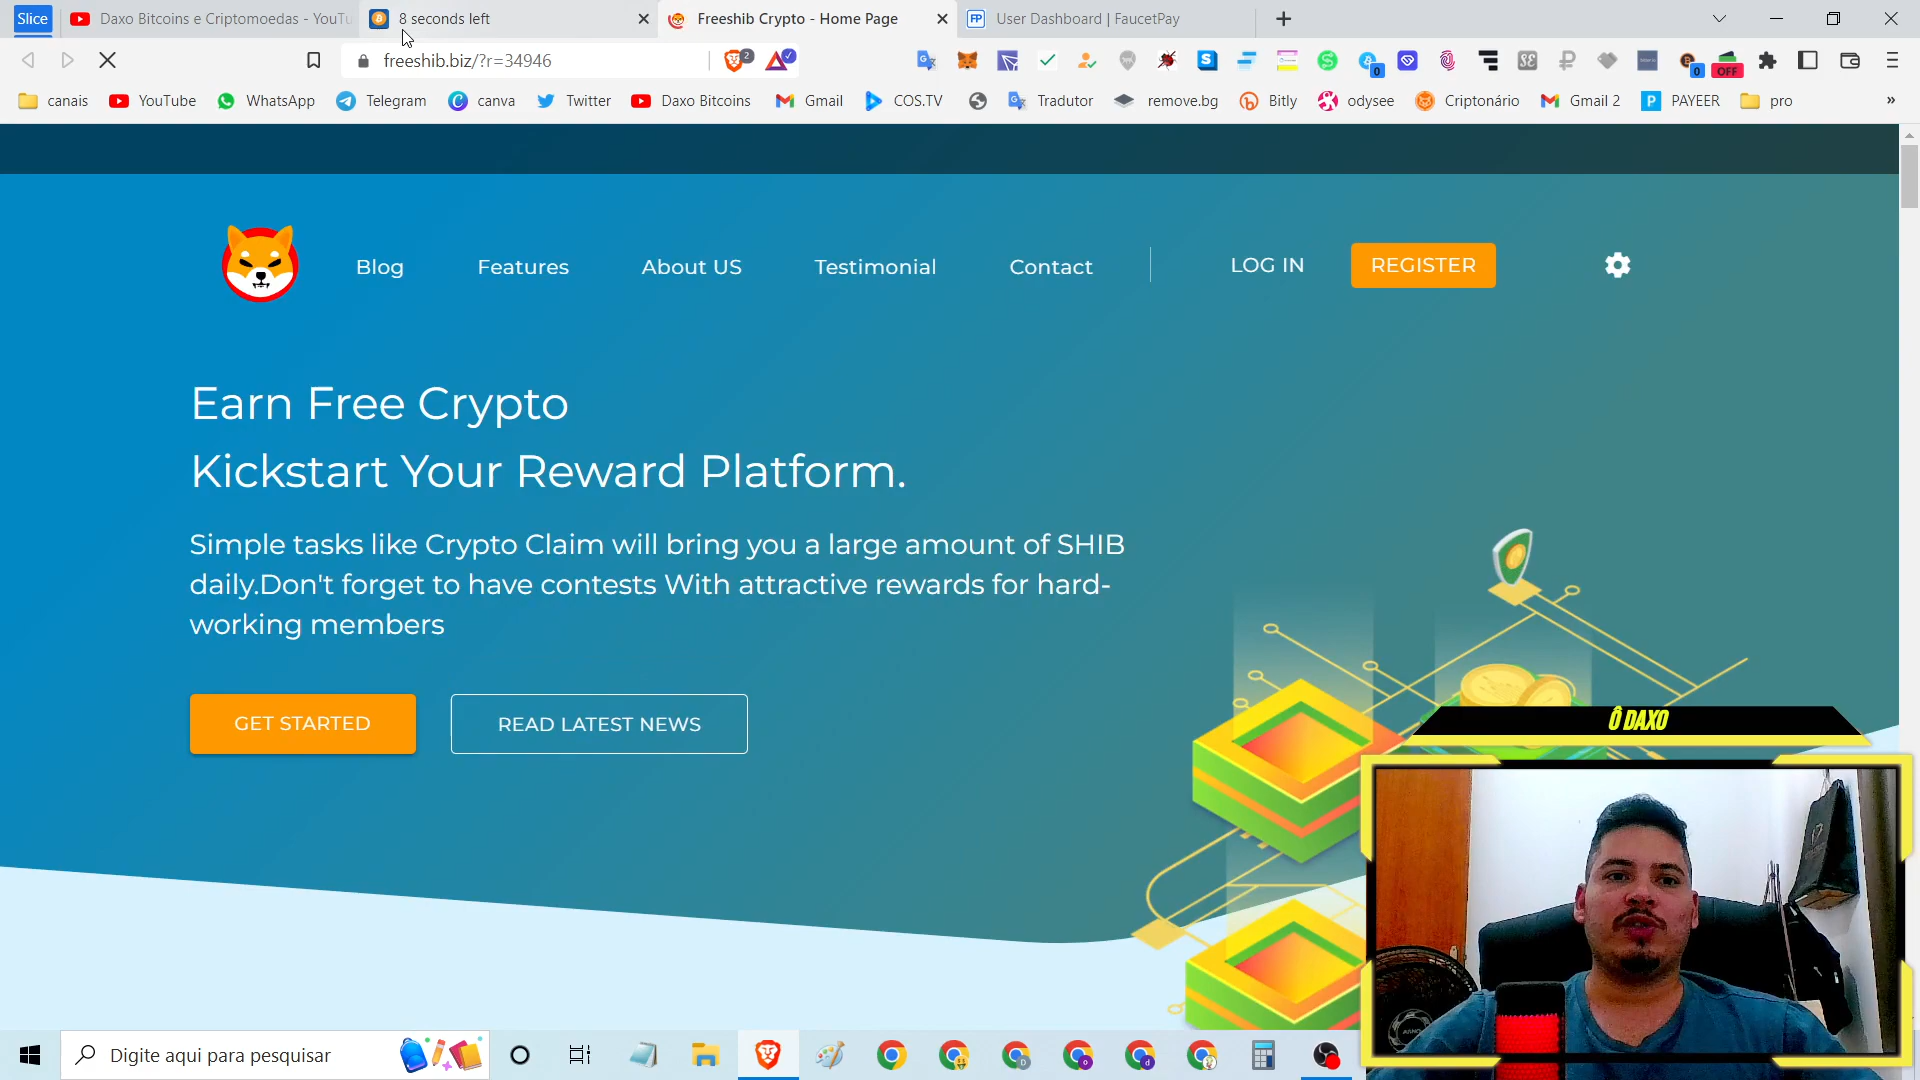 Slice
Daxo Bitcoins e Criptomoedas - YouTu
8 seconds left
Freeshib Crypto - Home Page
User Dashboard | FaucetPay
freeshib.biz/?r=34946
2
0
0
OFF
canais
YouTube
WhatsApp
Telegram
canva
Twitter
Daxo Bitcoins
Gmail
COS.TV
Tradutor
remove.bg
Bitly
odysee
Criptonário
Gmail 2
PAYEER
pro
Blog
Features
About US
Testimonial
Contact
LOG IN
REGISTER
Earn Free Crypto
Kickstart Your Reward Platform.
Simple tasks like Crypto Claim will bring you a large amount of SHIB
daily.Don't forget to have contests With attractive rewards for hard-
working members
GET STARTED
READ LATEST NEWS
Ô DAXO
Digite aqui para pesquisar